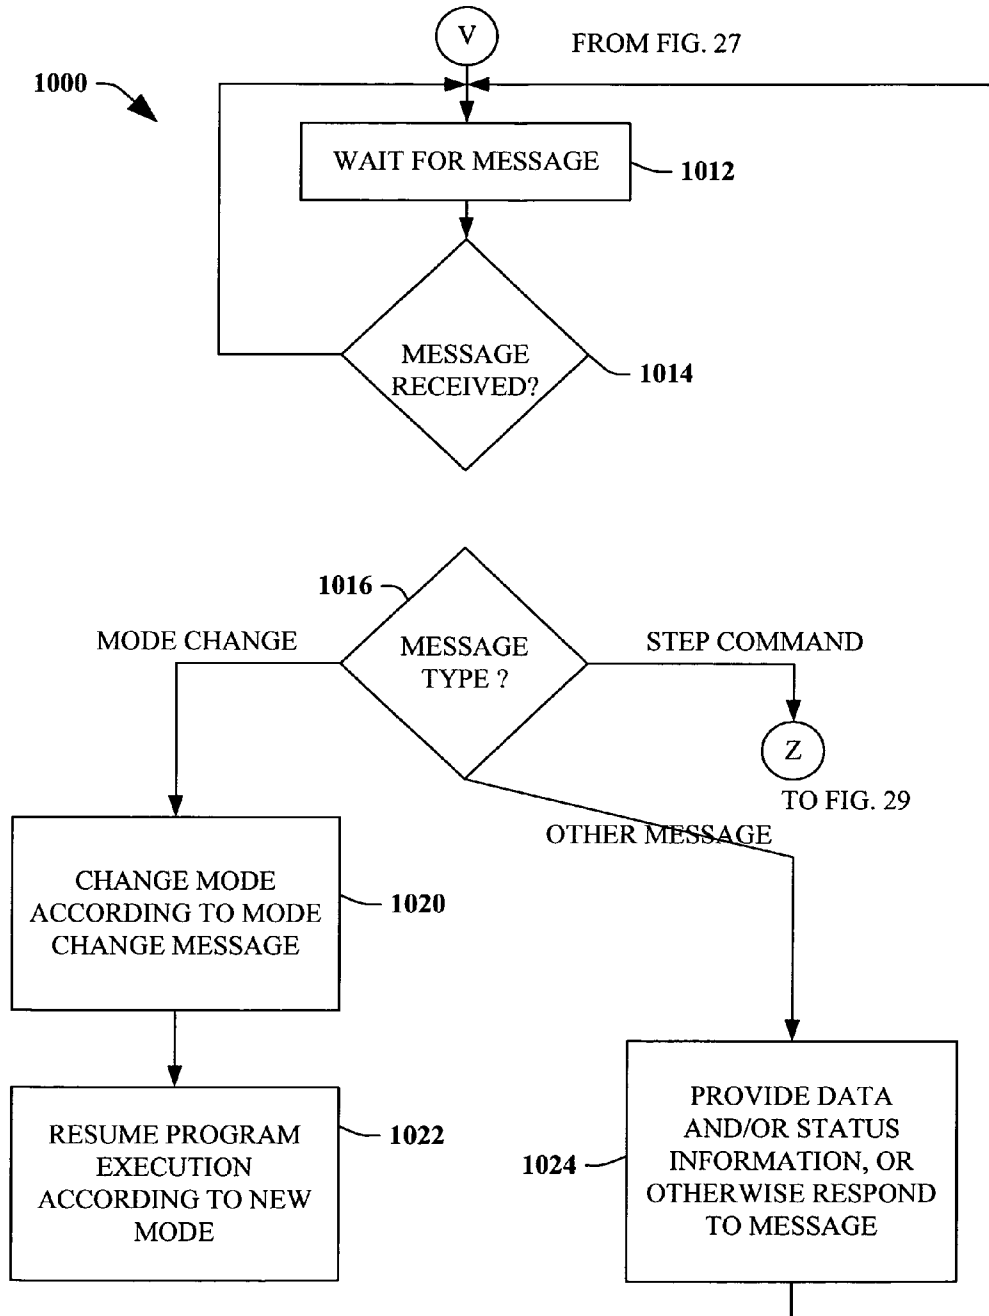 V
FROM FIG. 27
1000
WAIT FOR MESSAGE
1012
MESSAGE
RECEIVED?
1014
1016
MODE CHANGE
MESSAGE
TYPE ?
STEP COMMAND
Z
TO FIG. 29
OTHER MESSAGE
CHANGE MODE
ACCORDING TO MODE
CHANGE MESSAGE
1020
RESUME PROGRAM
EXECUTION
ACCORDING TO NEW
MODE
1022
1024
PROVIDE DATA
AND/OR STATUS
INFORMATION, OR
OTHERWISE RESPOND
TO MESSAGE